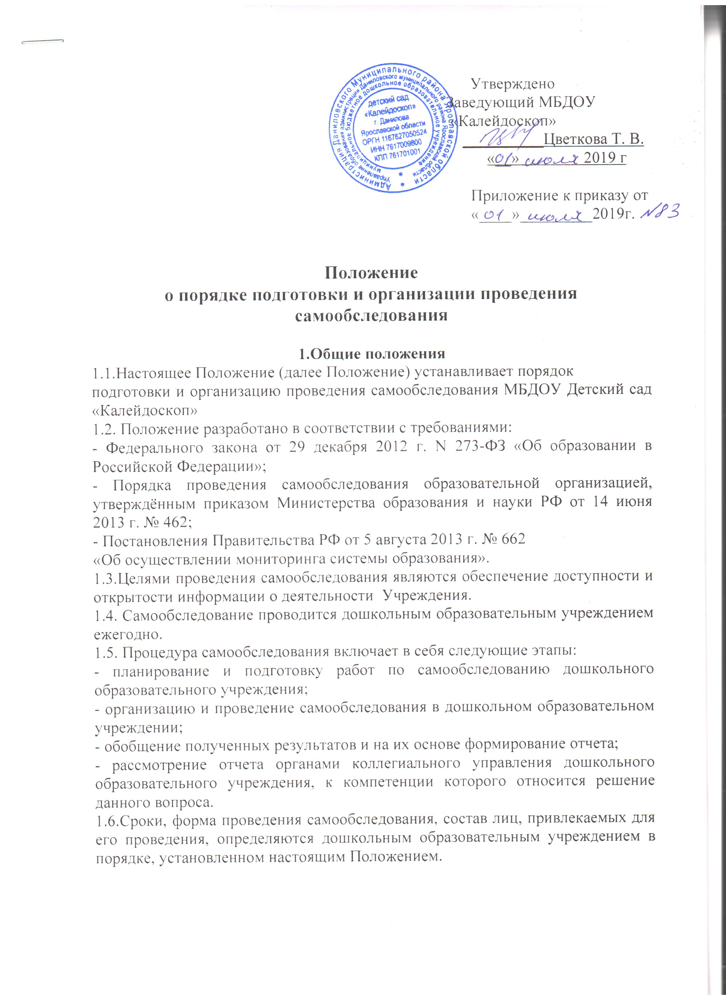 Администрация Даниловского Муниципального района Ярославской области
Управление образования администрации Даниловского муниципального района Ярославской области
муниципальное бюджетное дошкольное образовательное учреждение
детский сад
«Калейдоскоп»
г. Данилова
Ярославской области
ОРГН 1167627050524
ИНН 7617009800
КПП 761701001
Утверждено
Заведующий МБДОУ
«Калейдоскоп»
Цветкова Т. В.
«01» июля 2019 г
Приложение к приказу от
«01» июля 2019г. №83
Положение
о порядке подготовки и организации проведения
самообследования
1.Общие положения
1.1.Настоящее Положение (далее Положение) устанавливает порядок
подготовки и организацию проведения самообследования МБДОУ Детский сад
«Калейдоскоп»
1.2. Положение разработано в соответствии с требованиями:
- Федерального закона от 29 декабря 2012 г. N 273-ФЗ «Об образовании в
Российской Федерации»;
- Порядка проведения самообследования образовательной организацией,
утверждённым приказом Министерства образования и науки РФ от 14 июня
2013 г. № 462;
- Постановления Правительства РФ от 5 августа 2013 г. № 662
«Об осуществлении мониторинга системы образования».
1.3.Целями проведения самообследования являются обеспечение доступности и
открытости информации о деятельности Учреждения.
1.4. Самообследование проводится дошкольным образовательным учреждением
ежегодно.
1.5. Процедура самообследования включает в себя следующие этапы:
- планирование и подготовку работ по самообследованию дошкольного
образовательного учреждения;
- организацию и проведение самообследования в дошкольном образовательном
учреждении;
- обобщение полученных результатов и на их основе формирование отчета;
- рассмотрение отчета органами коллегиального управления дошкольного
образовательного учреждения, к компетенции которого относится решение
данного вопроса.
1.6.Сроки, форма проведения самообследования, состав лиц, привлекаемых для
его проведения, определяются дошкольным образовательным учреждением в
порядке, установленном настоящим Положением.